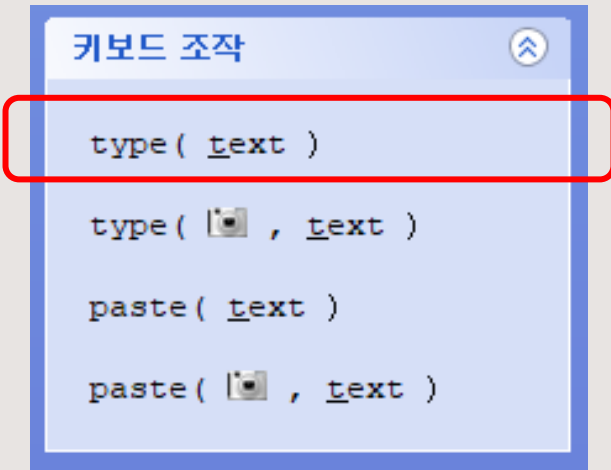 키보드 조작
type( text )
type( , text )
paste( text )
paste( , text )